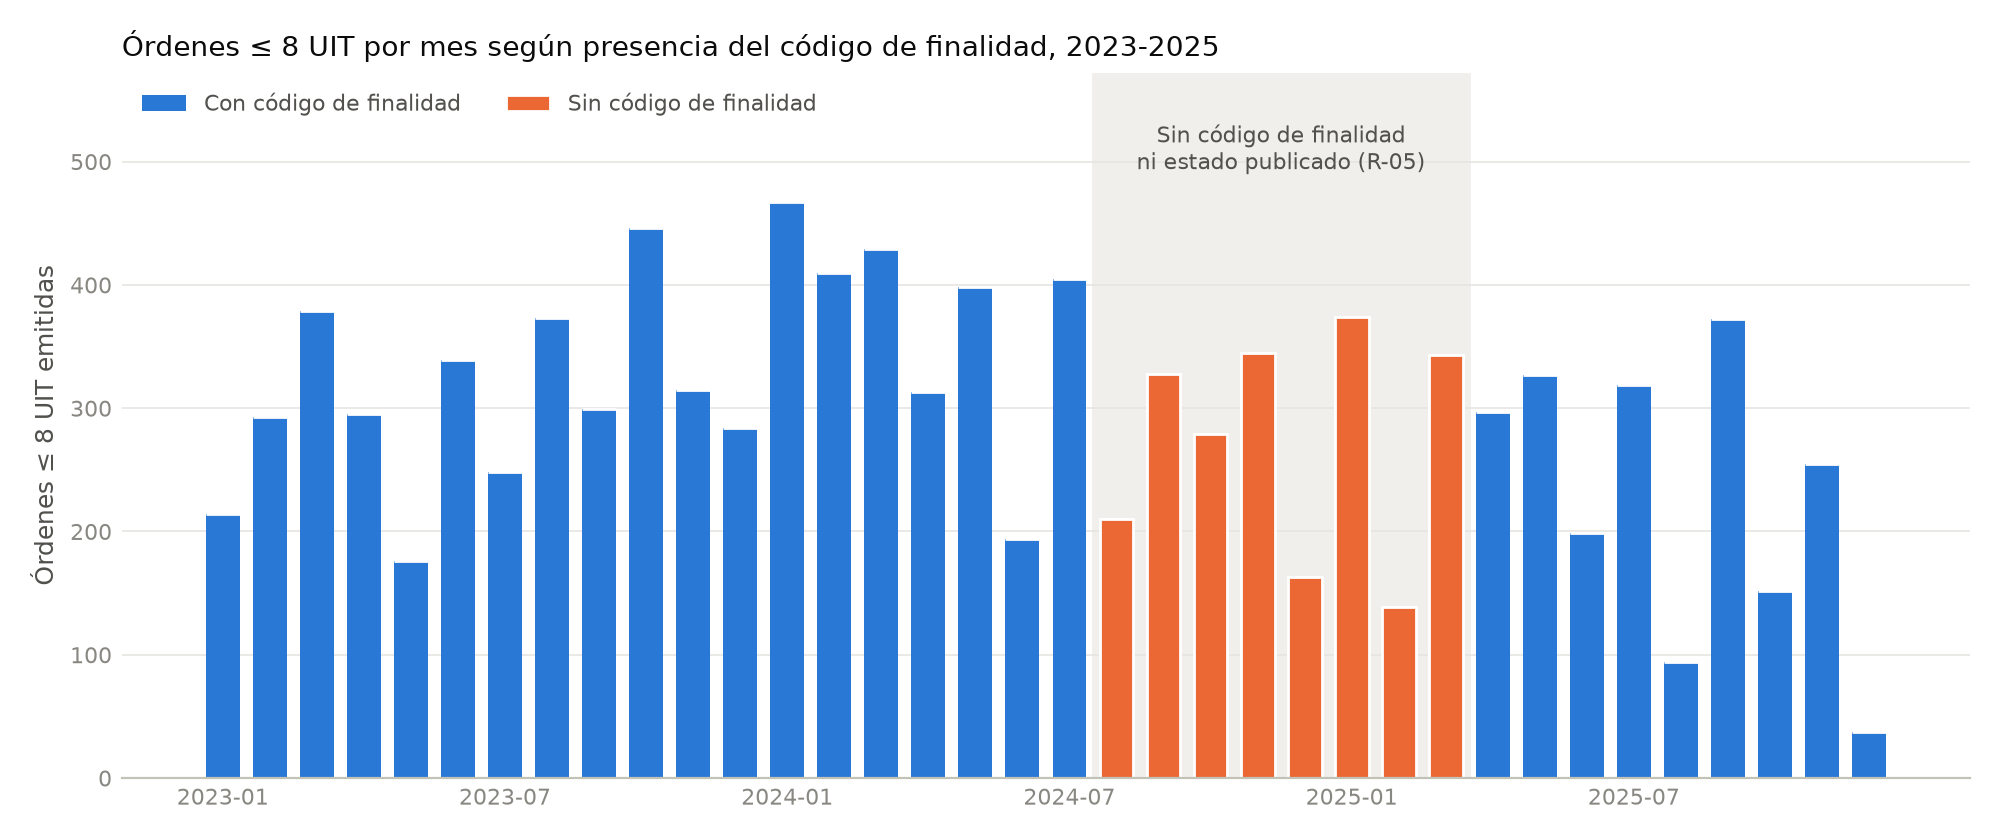 Órdenes ≤ 8 UIT por mes según presencia del código de finalidad, 2023-2025
Con código de finalidad
Sin código de finalidad
Sin código de finalidad
ni estado publicado (R-05)
Órdenes ≤ 8 UIT emitidas
500
400
300
200
100
0
2023-01
2023-07
2024-01
2024-07
2025-01
2025-07